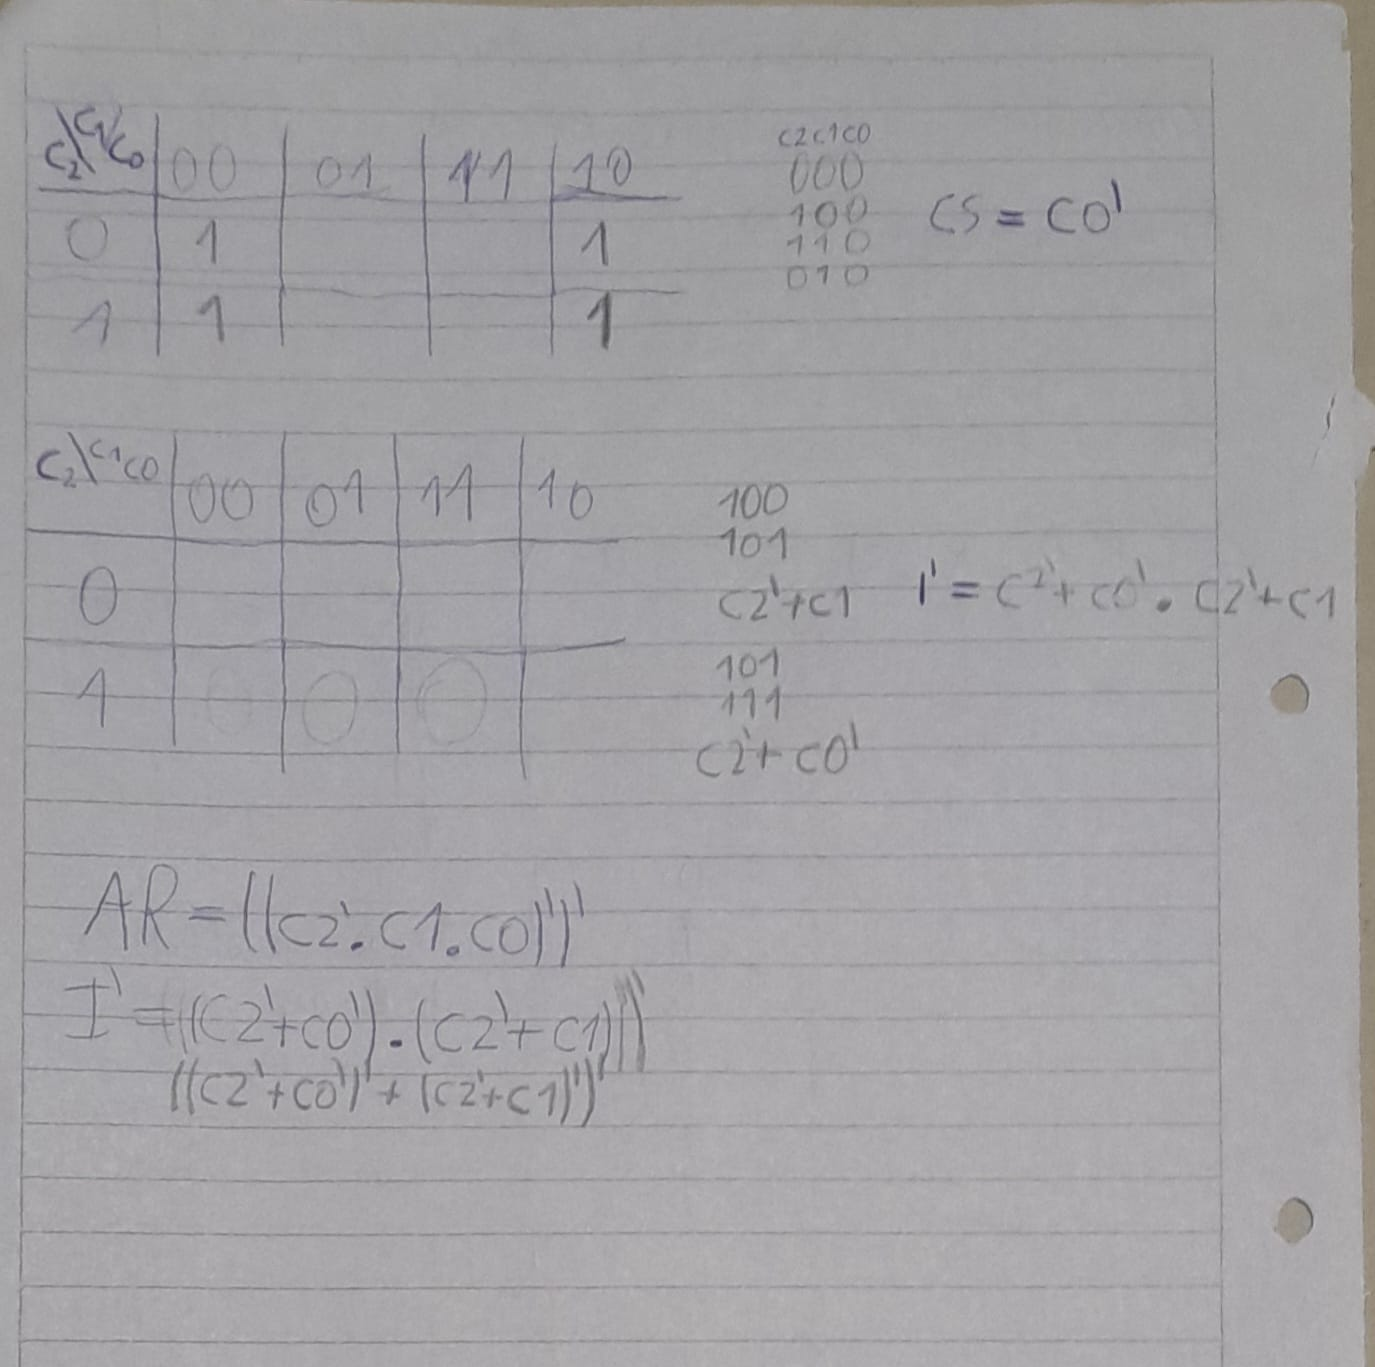 C2\C1C0 00 01 11 10
0 1 1
1 1 1
C2C1C0
000
100
110
010
CS = C0'
C2\C1C0 00 01 11 10
0
1 0 0 0
100
101
C2'+C1
I' = C2'+C0' . C2'+C1
101
111
C2'+C0'
AR = ((C2'.C1.C0)')'
I' = ((C2'+C0').(C2'+C1))
((C2'+C0')'+(C2'+C1)')'